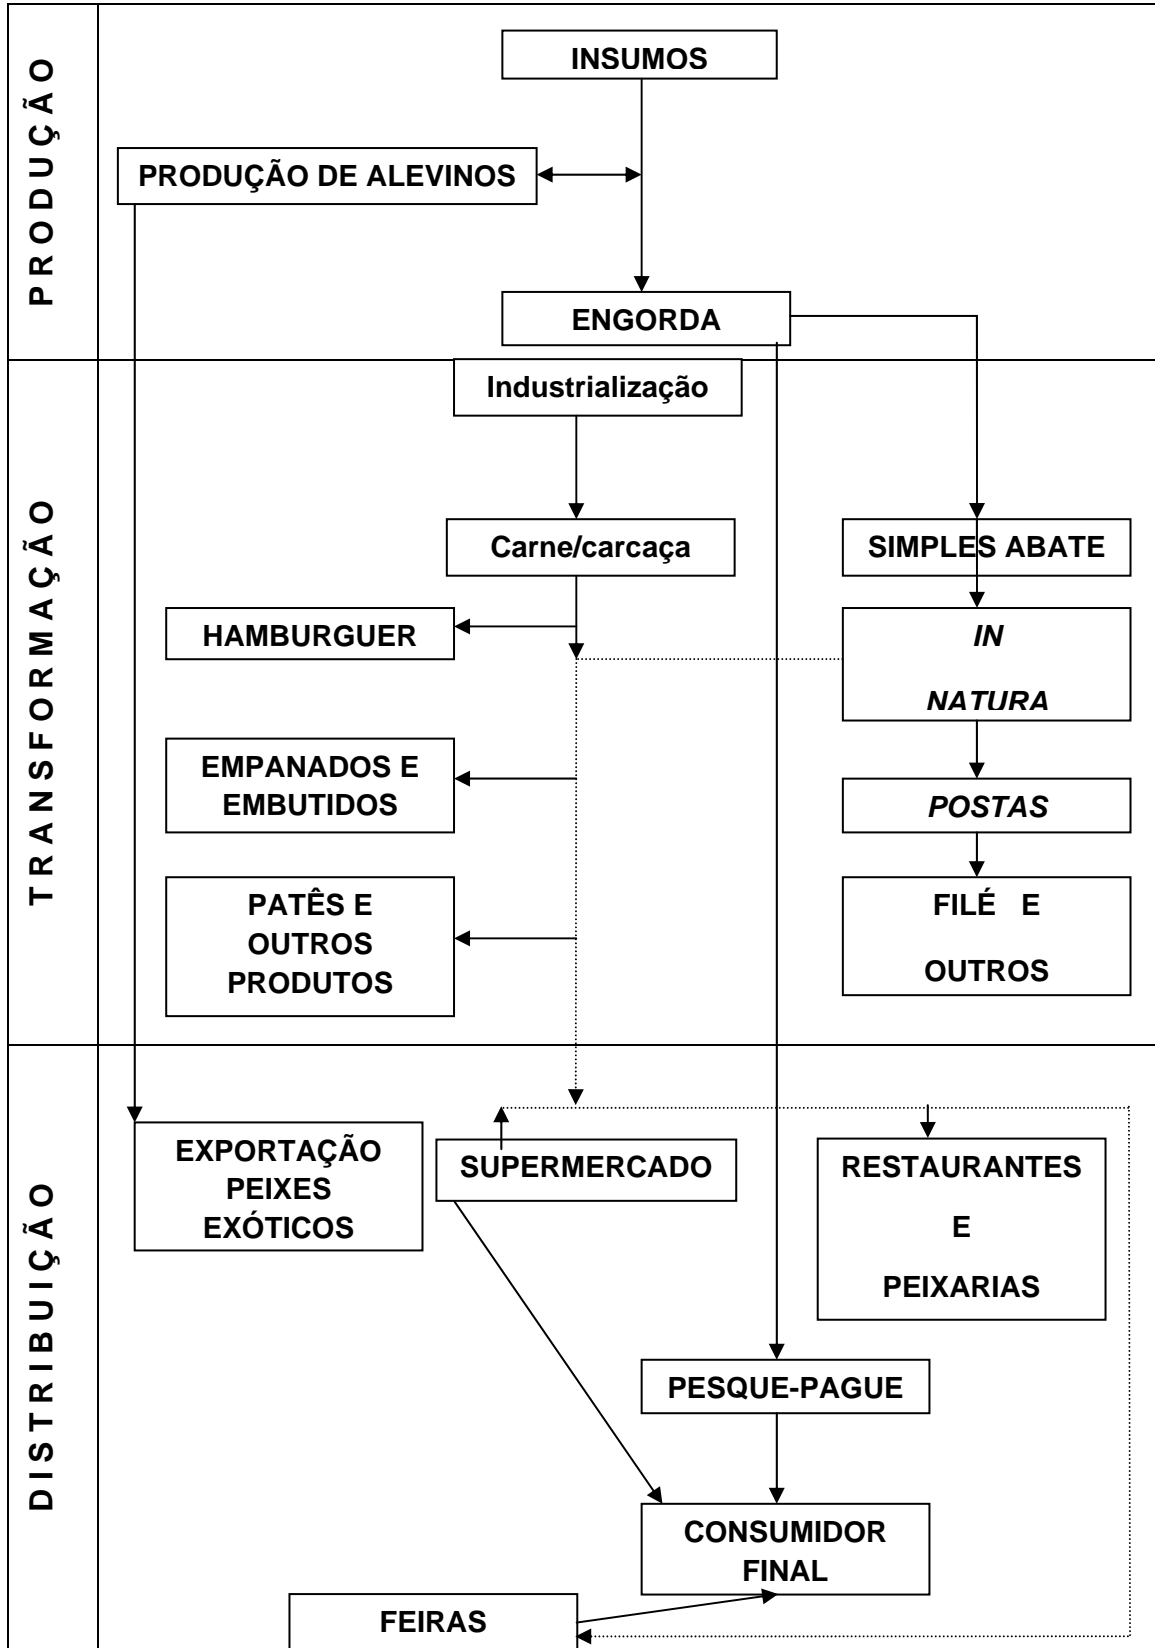 PRODUÇÃO
INSUMOS
PRODUÇÃO DE ALEVINOS
ENGORDA
TRANSFORMAÇÃO
Industrialização
Carne/carcaça
SIMPLES ABATE
HAMBURGUER
IN
NATURA
EMPANADOS E
EMBUTIDOS
POSTAS
PATÊS E
OUTROS
PRODUTOS
FILÉ E
OUTROS
DISTRIBUIÇÃO
EXPORTAÇÃO
PEIXES
EXÓTICOS
SUPERMERCADO
RESTAURANTES
E
PEIXARIAS
PESQUE-PAGUE
CONSUMIDOR
FINAL
FEIRAS